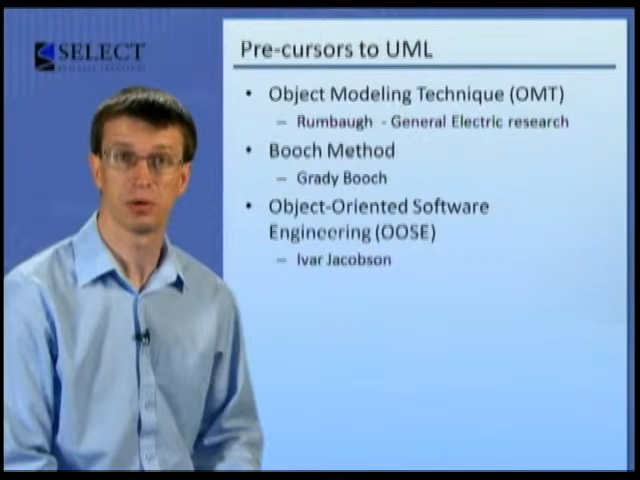 SELECT
Pre-cursors to UML
• Object Modeling Technique (OMT)
– Rumbaugh - General Electric research
• Booch Method
– Grady Booch
• Object-Oriented Software
Engineering (OOSE)
– Ivar Jacobson